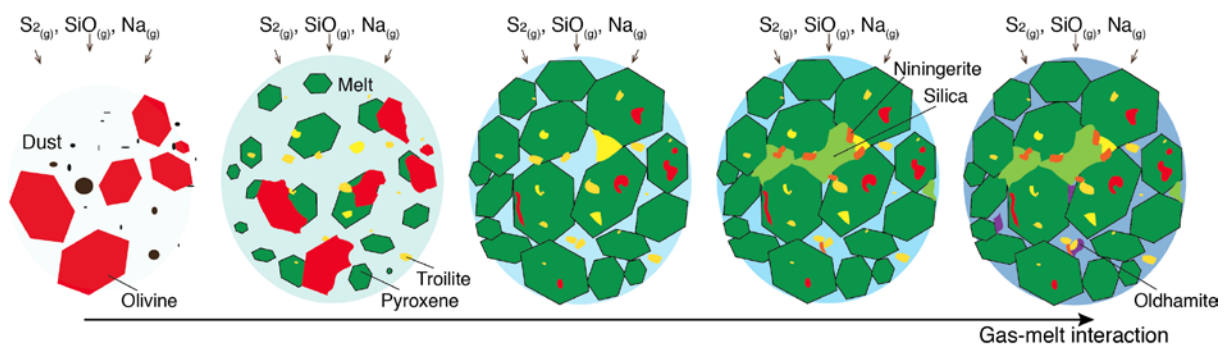 S₂(g), SiO(g), Na(g)
S₂(g), SiO(g), Na(g)
S₂(g), SiO(g), Na(g)
S₂(g), SiO(g), Na(g)
S₂(g), SiO(g), Na(g)
Dust
Melt
Niningerite
Silica
Olivine
Troilite
Pyroxene
Oldhamite
Gas-melt interaction